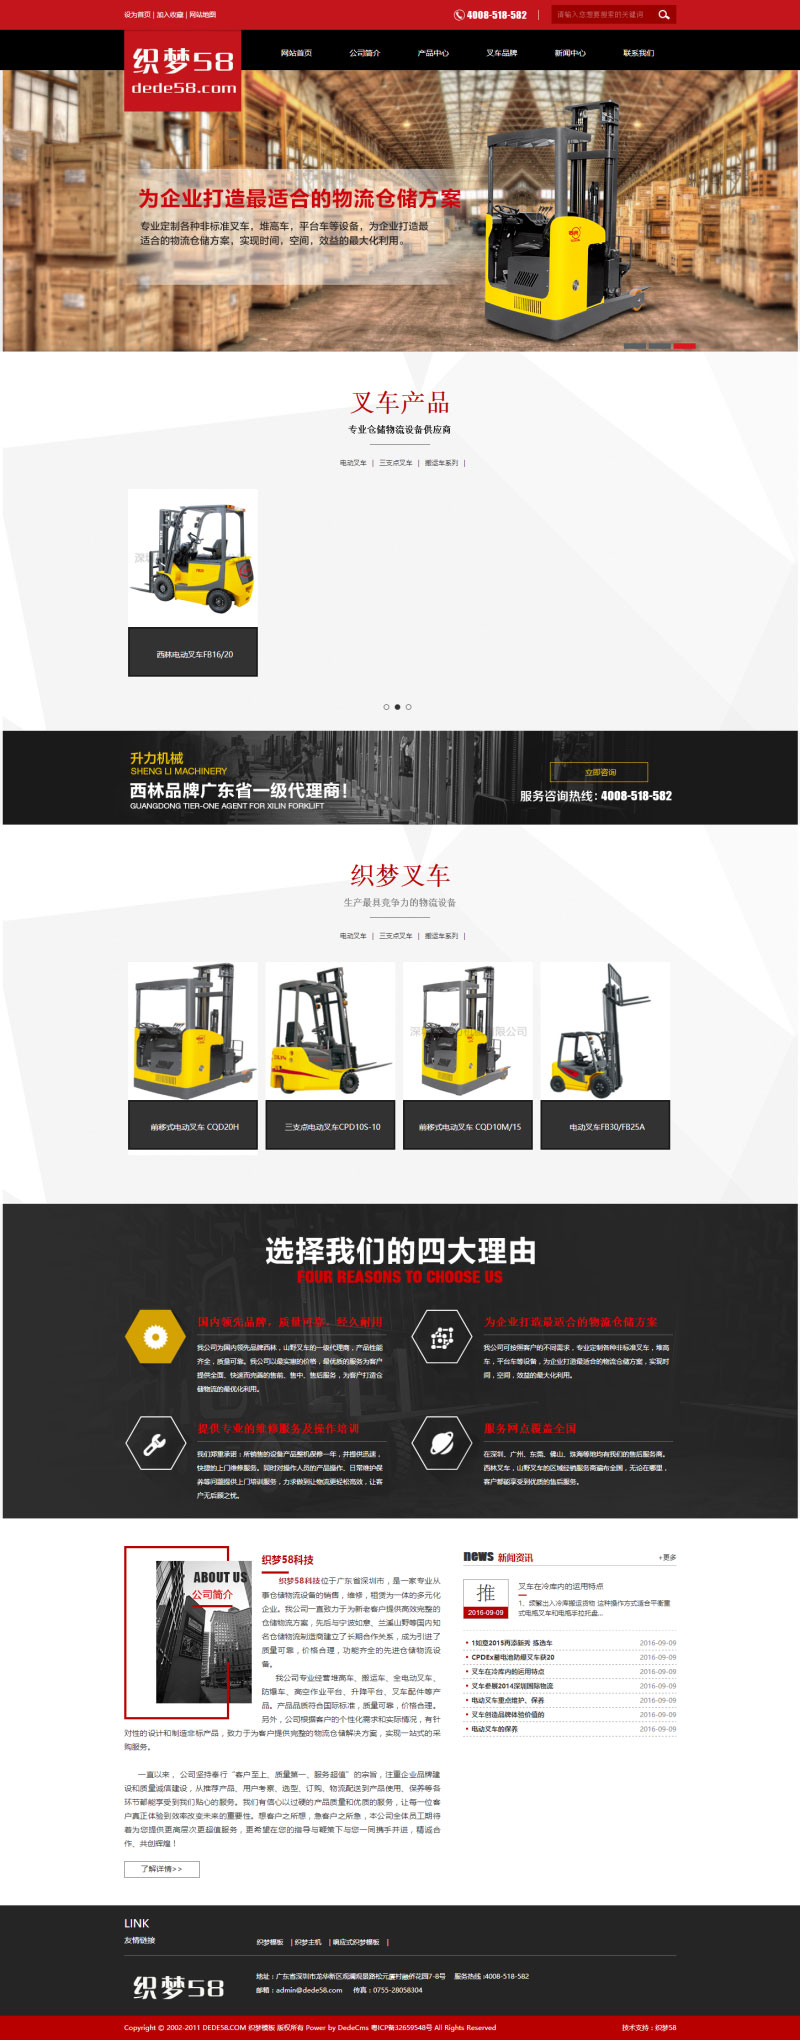 设为首页 | 加入收藏 | 网站地图
4008-518-582
请输入您想要搜索的关键词
织梦58
dede58.com
网站首页
公司简介
产品中心
叉车品牌
新闻中心
联系我们
为企业打造最适合的物流仓储方案
专业定制各种非标准叉车，堆高车，平台车等设备，为企业打造最
适合的物流仓储方案，实现时间，空间，效益的最大化利用。
叉车产品
专业仓储物流设备供应商
电动叉车 | 三支点叉车 | 搬运车系列 |
西林电动叉车FB16/20
升力机械
SHENG LI MACHINERY
西林品牌广东省一级代理商！
GUANGDONG TIER-ONE AGENT FOR XILIN FORKLIFT
立即咨询
服务咨询热线：4008-518-582
织梦叉车
生产最具竞争力的物流设备
电动叉车 | 三支点叉车 | 搬运车系列 |
前移式电动叉车 CQD20H
三支点电动叉车CPD10S-10
前移式电动叉车 CQD10M/15
电动叉车FB30/FB25A
选择我们的四大理由
FOUR REASONS TO CHOOSE US
国内领先品牌，质量可靠、经久耐用
我公司为国内领先品牌西林，山野叉车的一级代理商，产品性能
齐全，质量可靠。我公司以最实惠的价格，最优质的服务为客户
提供全面、快速而完善的售前、售中、售后服务，为客户打造仓
储物流的最优化利用。
为企业打造最适合的物流仓储方案
我公司可按照客户的不同需求，专业定制各种非标准叉车，堆高
车，平台车等设备，为企业打造最适合的物流仓储方案，实现时
间，空间，效益的最大化利用。
提供专业的维修服务及操作培训
我们郑重承诺：所销售的设备产品整机保修一年，并提供迅速，
快捷的上门维修服务。同时对操作人员的产品操作、日常维护保
养等问题提供上门培训服务，力求做到让物流更轻松高效，让客
户无后顾之忧。
服务网点覆盖全国
在深圳、广州、东莞、佛山、珠海等地均有我们的售后服务商。
西林叉车，山野叉车的区域经销服务商遍布全国，无论在哪里，
客户都能享受到优质的售后服务。
ABOUT US
公司简介
织梦58科技
织梦58科技位于广东省深圳市，是一家专业从
事仓储物流设备的销售，维修，租赁为一体的多元化
企业。我公司一直致力于为新老客户提供高效完整的
仓储物流方案，先后与宁波如意、兰溪山野等国内知
名仓储物流制造商建立了长期合作关系，成为引进了
质量可靠，价格合理，功能齐全的先进仓储物流设
备。
我公司专业经营堆高车、搬运车、全电动叉车、
防爆车、高空作业平台、升降平台、叉车配件等产
品。产品品质符合国际标准，质量可靠，价格合理。
另外，公司根据客户的个性化需求和实际情况，有针
对性的设计和制造非标产品，致力于为客户提供完整的物流仓储解决方案，实现一站式的采
购服务。
一直以来， 公司坚持奉行“客户至上、质量第一、服务超值”的宗旨，注重企业品牌建
设和质量诚信建设，从推荐产品、用户考察、选型、订购、物流配送到产品使用、保养等各
环节都能享受到我们贴心的服务。我们有信心以过硬的产品质量和优质的服务，让每一位客
户真正体验到效率改变未来的重要性。想客户之所想，急客户之所急，本公司全体员工期待
着为您提供更高层次更超值服务，更希望在您的指导与鞭策下与您一同携手并进，精诚合
作、共创辉煌！
了解详情>>
news 新闻资讯
+更多
推
2016-09-09
叉车在冷库内的运用特点
1、频繁出入冷库搬运货物 这种操作方式适合平衡重
式电瓶叉车和电瓶手拉托盘...
1如意2015再添新秀 拣选车 2016-09-09
CPDEx蓄电池防爆叉车获20 2016-09-09
叉车在冷库内的运用特点 2016-09-09
叉车参展2014深圳国际物流 2016-09-09
电动叉车重点维护、保养 2016-09-09
叉车创造品牌体验价值的 2016-09-09
电动叉车的保养 2016-09-09
LINK
友情链接
织梦模板 | 织梦主机 | 响应式织梦模板 |
织梦58
地址：广东省深圳市龙华新区观澜观景路松元厦村融侨花园7-8号 服务热线 :4008-518-582
邮箱：admin@dede58.com 传真：0755-28058304
Copyright © 2002-2011 DEDE58.COM 织梦模板 版权所有 Power by DedeCms 粤ICP备32659548号 All Rights Reserved
技术支持：织梦58